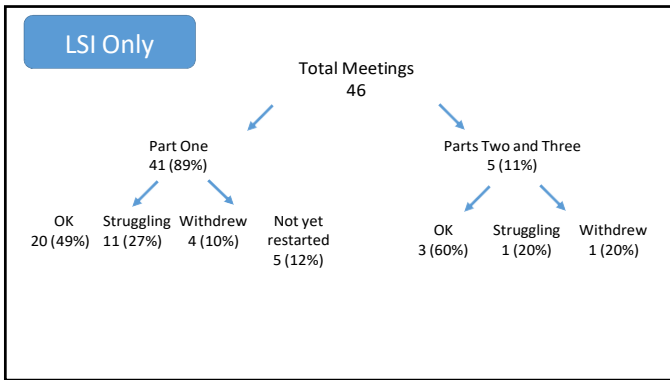 LSI Only
Total Meetings
46
Part One
41 (89%)
Parts Two and Three
5 (11%)
OK
20 (49%)
Struggling
11 (27%)
Withdrew
4 (10%)
Not yet
restarted
5 (12%)
OK
3 (60%)
Struggling
1 (20%)
Withdrew
1 (20%)